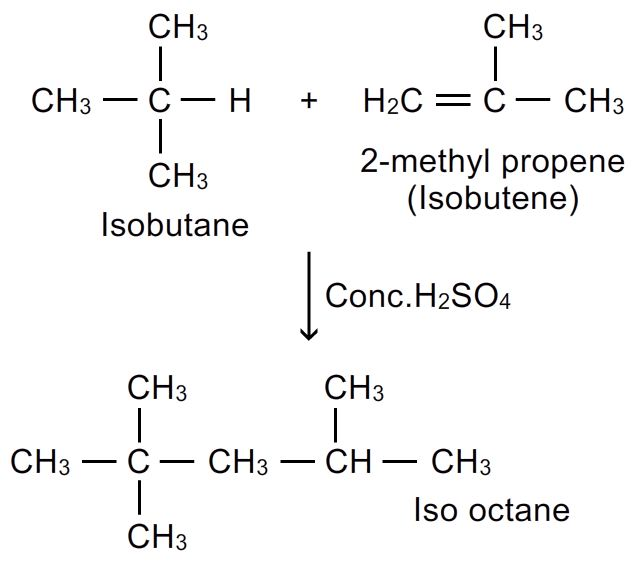 CH3
CH3 — C — H + H2C = C — CH3
CH3
CH3
2-methyl propene
(Isobutene)
Isobutane
Conc.H2SO4
CH3 CH3
CH3 — C — CH3 — CH — CH3
CH3
Iso octane